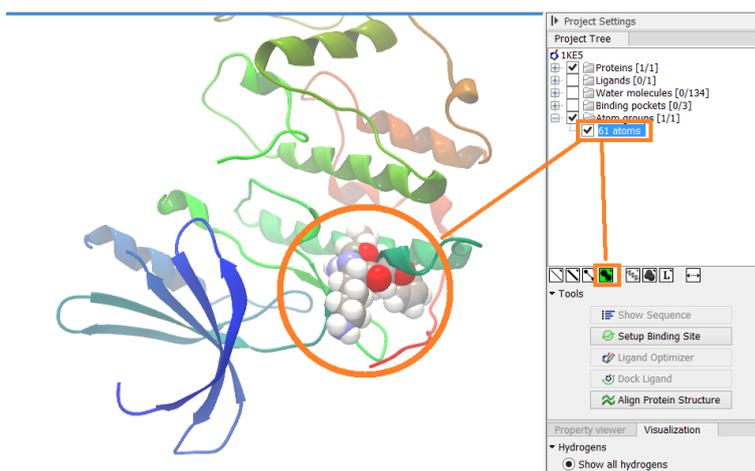 Project Settings
Project Tree
1KE5
Proteins [1/1]
Ligands [0/1]
Water molecules [0/134]
Binding pockets [0/3]
Atom groups [1/1]
61 atoms
L
Tools
Show Sequence
Setup Binding Site
Ligand Optimizer
Dock Ligand
Align Protein Structure
Property viewer Visualization
Hydrogens
Show all hydrogens